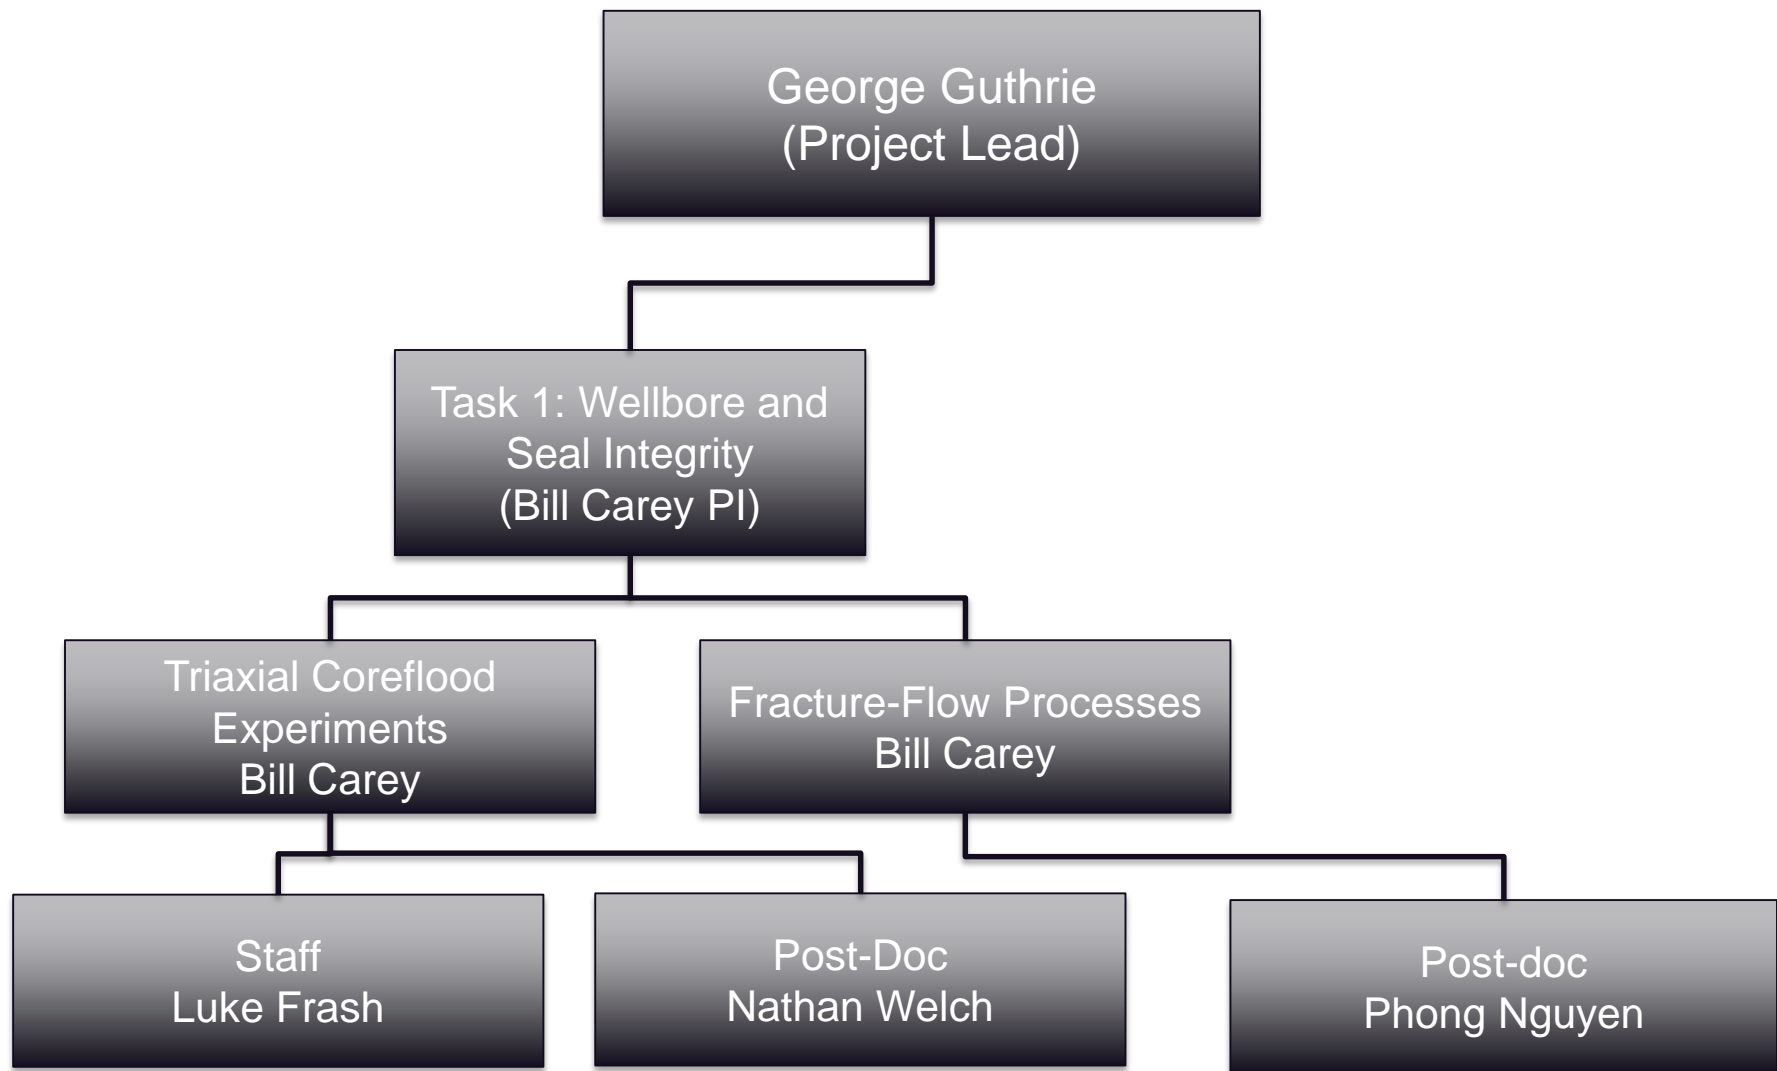 George Guthrie
(Project Lead)
Task 1: Wellbore and
Seal Integrity
(Bill Carey PI)
Triaxial Coreflood
Experiments
Bill Carey
Fracture-Flow Processes
Bill Carey
Staff
Luke Frash
Post-Doc
Nathan Welch
Post-doc
Phong Nguyen